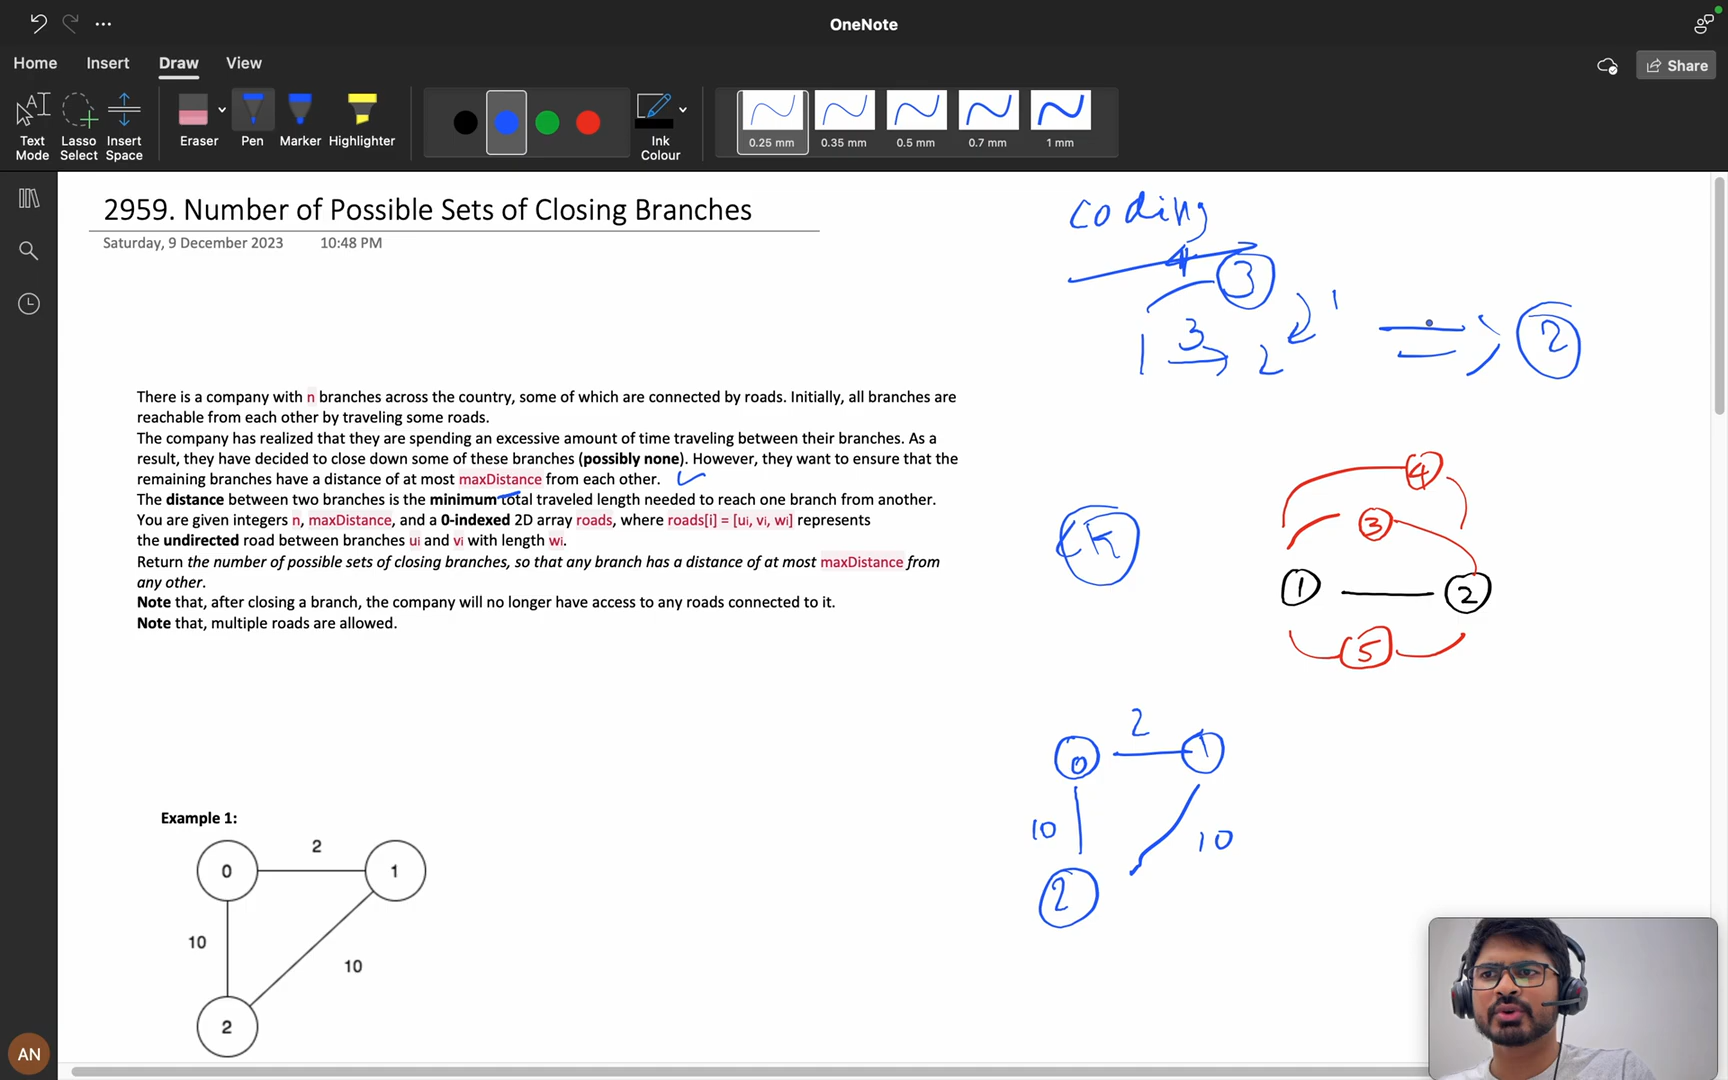 OneNote
Home Insert Draw View
Share
Text Mode
Lasso Select
Insert Space
Eraser
Pen
Marker
Highlighter
Ink Colour
0.25 mm
0.35 mm
0.5 mm
0.7 mm
1 mm
2959. Number of Possible Sets of Closing Branches
Saturday, 9 December 2023 10:48 PM
There is a company with n branches across the country, some of which are connected by roads. Initially, all branches are
reachable from each other by traveling some roads.
The company has realized that they are spending an excessive amount of time traveling between their branches. As a
result, they have decided to close down some of these branches (possibly none). However, they want to ensure that the
remaining branches have a distance of at most maxDistance from each other.
The distance between two branches is the minimum total traveled length needed to reach one branch from another.
You are given integers n, maxDistance, and a 0-indexed 2D array roads, where roads[i] = [ui, vi, wi] represents
the undirected road between branches ui and vi with length wi.
Return the number of possible sets of closing branches, so that any branch has a distance of at most maxDistance from
any other.
Note that, after closing a branch, the company will no longer have access to any roads connected to it.
Note that, multiple roads are allowed.
Example 1:
2
0 1
10
10
2
coding
4 3
1 3 2 1 2
K
4
3
1 2
5
2
0 1
10 10
2
AN